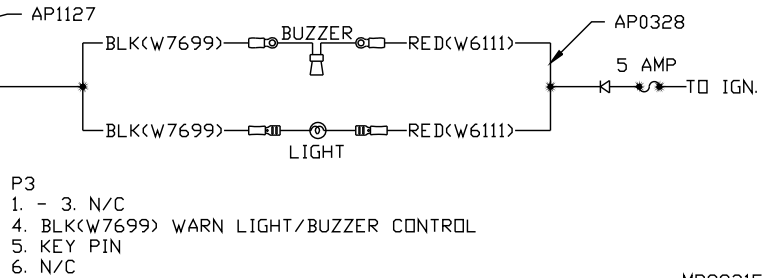 AP1127
AP0328
BLK(W7699) BUZZER RED(W6111)
5 AMP
TO IGN.
BLK(W7699) RED(W6111)
LIGHT
P3
1. - 3. N/C
4. BLK(W7699) WARN LIGHT/BUZZER CONTROL
5. KEY PIN
6. N/C